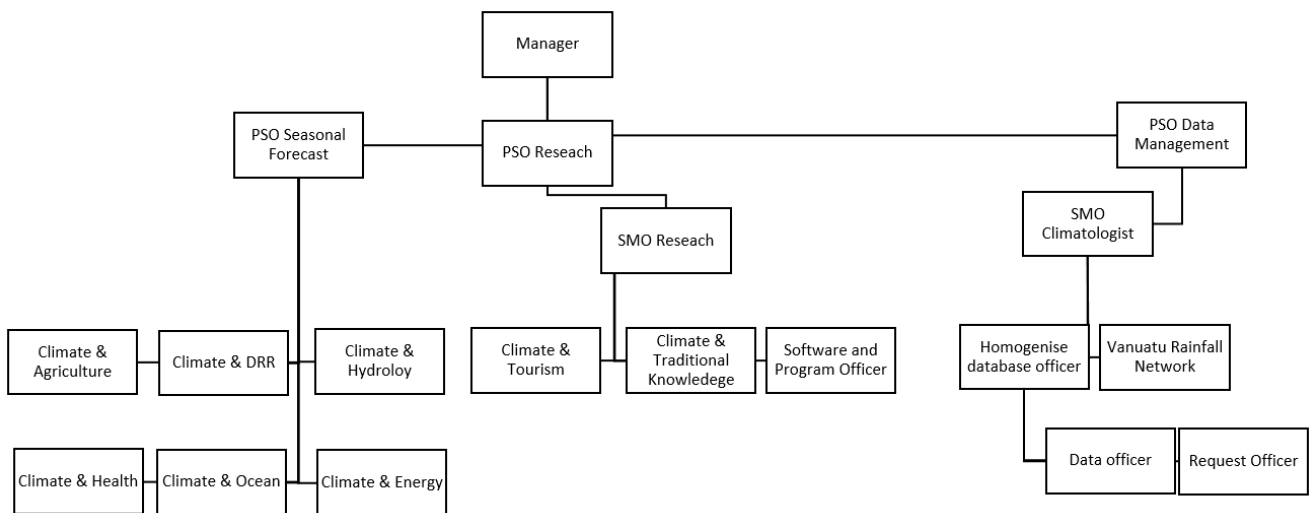 Manager
PSO Seasonal
Forecast
PSO Reseach
PSO Data
Management
SMO Reseach
SMO
Climatologist
Climate &
Agriculture
Climate & DRR
Climate &
Hydroloy
Climate &
Tourism
Climate &
Traditional
Knowledege
Software and
Program Officer
Homogenise
database officer
Vanuatu Rainfall
Network
Climate & Health
Climate & Ocean
Climate & Energy
Data officer
Request Officer